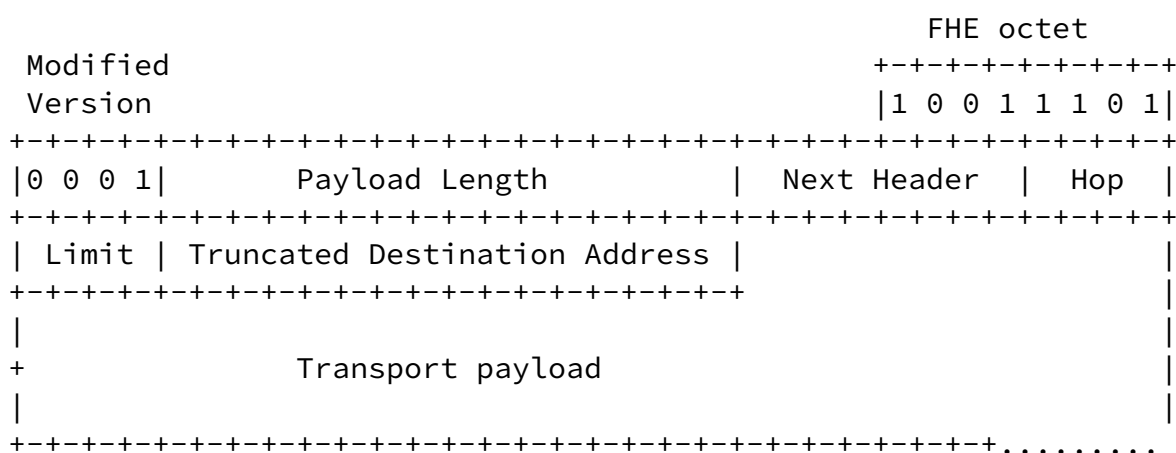 FHE octet
 Modified                                       +-+-+-+-+-+-+-+-+
 Version                                        |1 0 0 1 1 1 0 1|
+-+-+-+-+-+-+-+-+-+-+-+-+-+-+-+-+-+-+-+-+-+-+-+-+-+-+-+-+-+-+-+-+
|0 0 0 1|       Payload Length          |  Next Header  |  Hop  |
+-+-+-+-+-+-+-+-+-+-+-+-+-+-+-+-+-+-+-+-+-+-+-+-+-+-+-+-+-+-+-+-+
| Limit | Truncated Destination Address |                       |
+-+-+-+-+-+-+-+-+-+-+-+-+-+-+-+-+-+-+-+-+                       |
|                                                               |
+               Transport payload                               |
|                                                               |
+-+-+-+-+-+-+-+-+-+-+-+-+-+-+-+-+-+-+-+-+-+-+-+-+-+-+-+.........